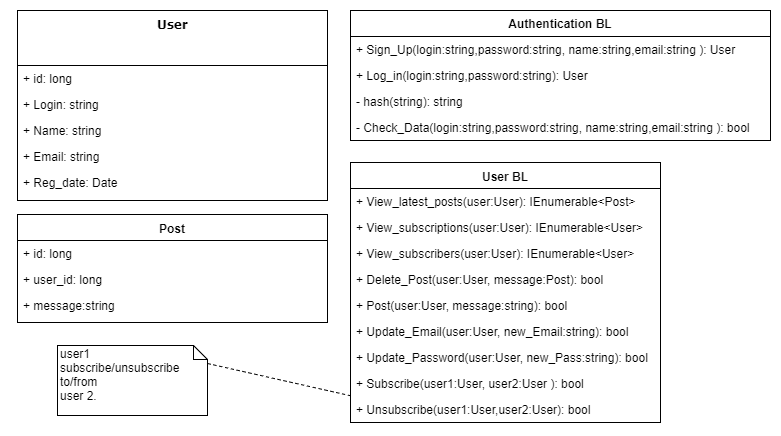 User
+ id: long
+ Login: string
+ Name: string
+ Email: string
+ Reg_date: Date
Post
+ id: long
+ user_id: long
+ message:string
user1
subscribe/unsubscribe
to/from
user 2.
Authentication BL
+ Sign_Up(login:string,password:string, name:string,email:string ): User
+ Log_in(login:string,password:string): User
- hash(string): string
- Check_Data(login:string,password:string, name:string,email:string ): bool
User BL
+ View_latest_posts(user:User): IEnumerable<Post>
+ View_subscriptions(user:User): IEnumerable<User>
+ View_subscribers(user:User): IEnumerable<User>
+ Delete_Post(user:User, message:Post): bool
+ Post(user:User, message:string): bool
+ Update_Email(user:User, new_Email:string): bool
+ Update_Password(user:User, new_Pass:string): bool
+ Subscribe(user1:User, user2:User ): bool
+ Unsubscribe(user1:User,user2:User): bool